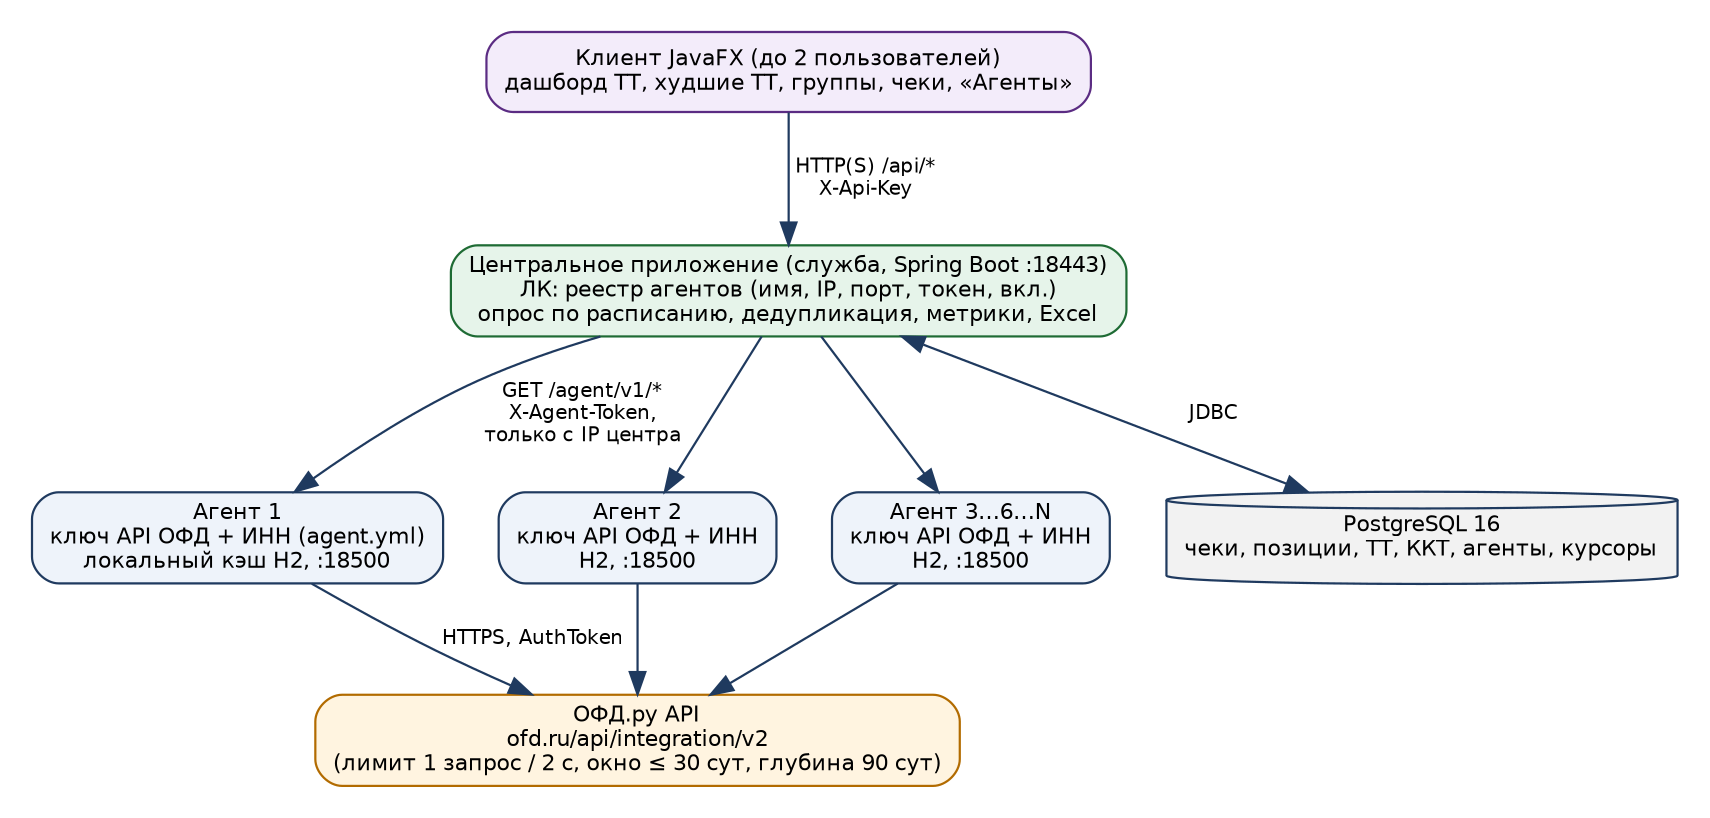 Клиент JavaFX (до 2 пользователей)
дашборд ТТ, худшие ТТ, группы, чеки, «Агенты»
HTTP(S) /api/*
X-Api-Key
Центральное приложение (служба, Spring Boot :18443)
ЛК: реестр агентов (имя, IP, порт, токен, вкл.)
опрос по расписанию, дедупликация, метрики, Excel
GET /agent/v1/*
X-Agent-Token,
только с IP центра
JDBC
Агент 1
ключ API ОФД + ИНН (agent.yml)
локальный кэш H2, :18500
Агент 2
ключ API ОФД + ИНН
H2, :18500
Агент 3...6...N
ключ API ОФД + ИНН
H2, :18500
PostgreSQL 16
чеки, позиции, ТТ, ККТ, агенты, курсоры
HTTPS, AuthToken
ОФД.ру API
ofd.ru/api/integration/v2
(лимит 1 запрос / 2 с, окно ≤ 30 сут, глубина 90 сут)